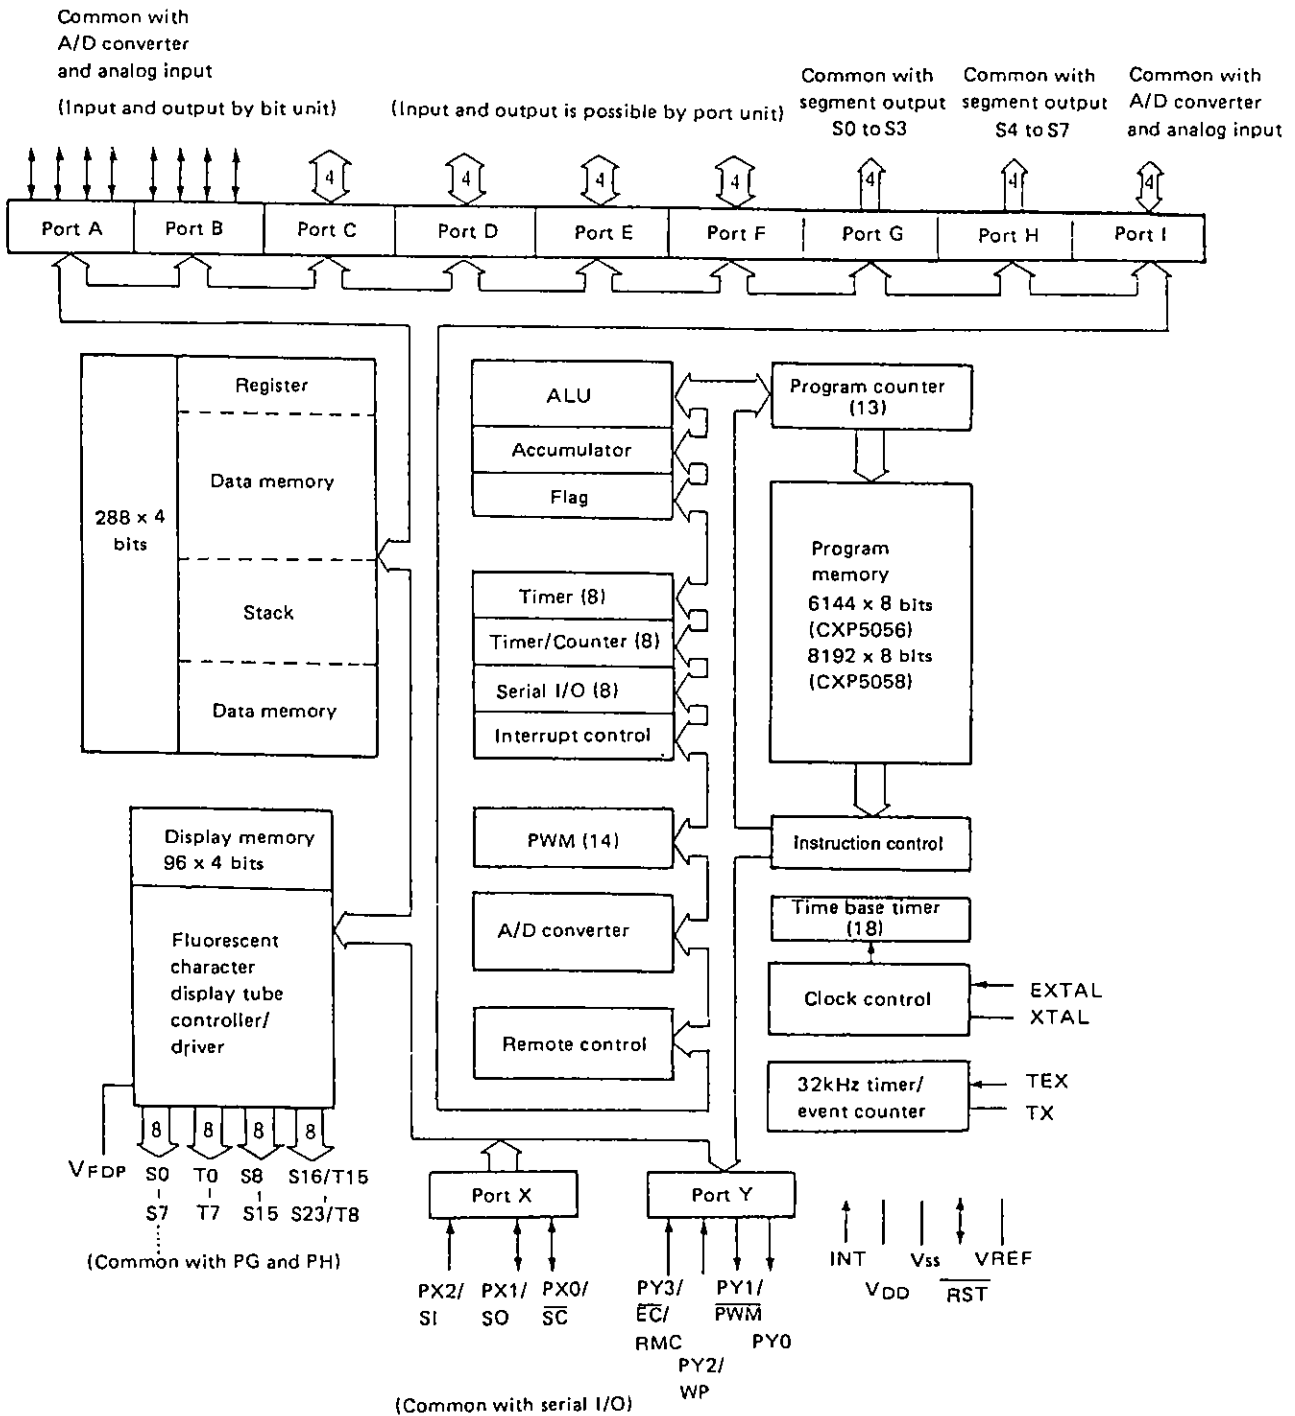 Common with
A/D converter
and analog input
(Input and output by bit unit)
(Input and output is possible by port unit)
Common with
segment output
S0 to S3
Common with
segment output
S4 to S7
Common with
A/D converter
and analog input
4
4
4
4
4
4
4
Port A
Port B
Port C
Port D
Port E
Port F
Port G
Port H
Port I
288 x 4
bits
Register
Data memory
Stack
Data memory
ALU
Accumulator
Flag
Timer (8)
Timer/Counter (8)
Serial I/O (8)
Interrupt control
PWM (14)
A/D converter
Remote control
Program counter
(13)
Program
memory
6144 x 8 bits
(CXP5056)
8192 x 8 bits
(CXP5058)
Instruction control
Time base timer
(18)
Clock control
EXTAL
XTAL
32kHz timer/
event counter
TEX
TX
Display memory
96 x 4 bits
Fluorescent
character
display tube
controller/
driver
8
8
8
8
VFDP
S0
S7
T0
T7
S8
S15
S16/T15
S23/T8
(Common with PG and PH)
Port X
Port Y
PX2/
SI
PX1/
SO
PX0/
S̅C̅
PY3/
E̅C̅/
RMC
PY2/
WP
PY1/
P̅W̅M̅
PY0
INT
VDD
Vss
R̅S̅T̅
VREF
(Common with serial I/O)